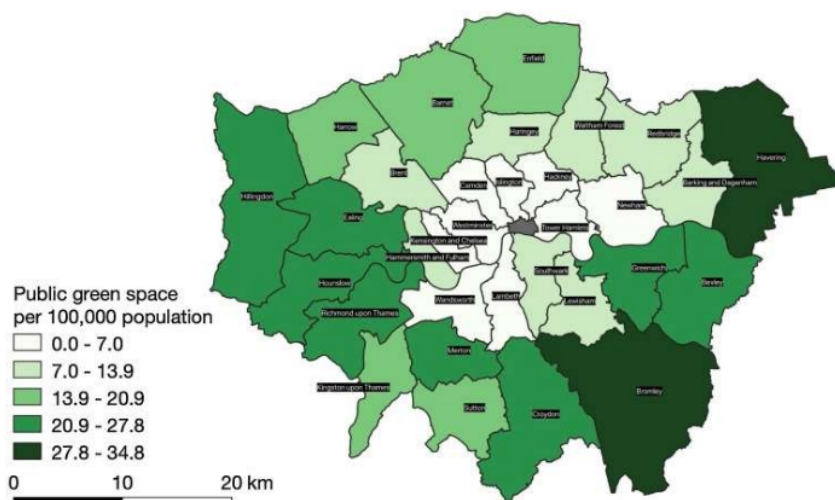 Enfield
Barnet
Harrow
Haringey
Waltham Forest
Redbridge
Havering
Brent
Barking and Dagenham
Camden
Islington
Hackney
Hillingdon
Newham
Ealing
Westminster
Tower Hamlets
Kensington and Chelsea
Hammersmith and Fulham
Southwark
Greenwich
Hounslow
Bexley
Wandsworth
Lambeth
Lewisham
Richmond upon Thames
Merton
Kingston upon Thames
Sutton
Croydon
Bromley
Public green space
per 100,000 population
0.0 - 7.0
7.0 - 13.9
13.9 - 20.9
20.9 - 27.8
27.8 - 34.8
0 10 20 km